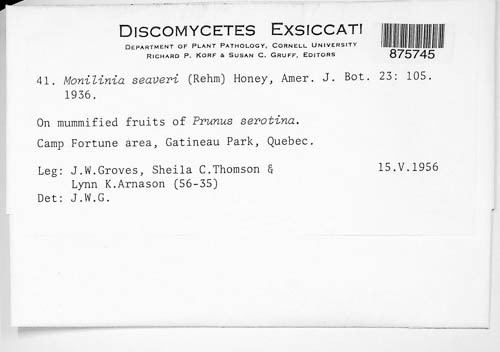 DISCOMYCETES EXSICCATI
DEPARTMENT OF PLANT PATHOLOGY, CORNELL UNIVERSITY
RICHARD P. KORF & SUSAN C. GRUFF, EDITORS
875745
41. Monilinia seaveri (Rehm) Honey, Amer. J. Bot. 23: 105.
1936.
On mummified fruits of Prunus serotina.
Camp Fortune area, Gatineau Park, Quebec.
Leg: J.W.Groves, Sheila C.Thomson & 15.V.1956
Lynn K.Arnason (56-35)
Det: J.W.G.